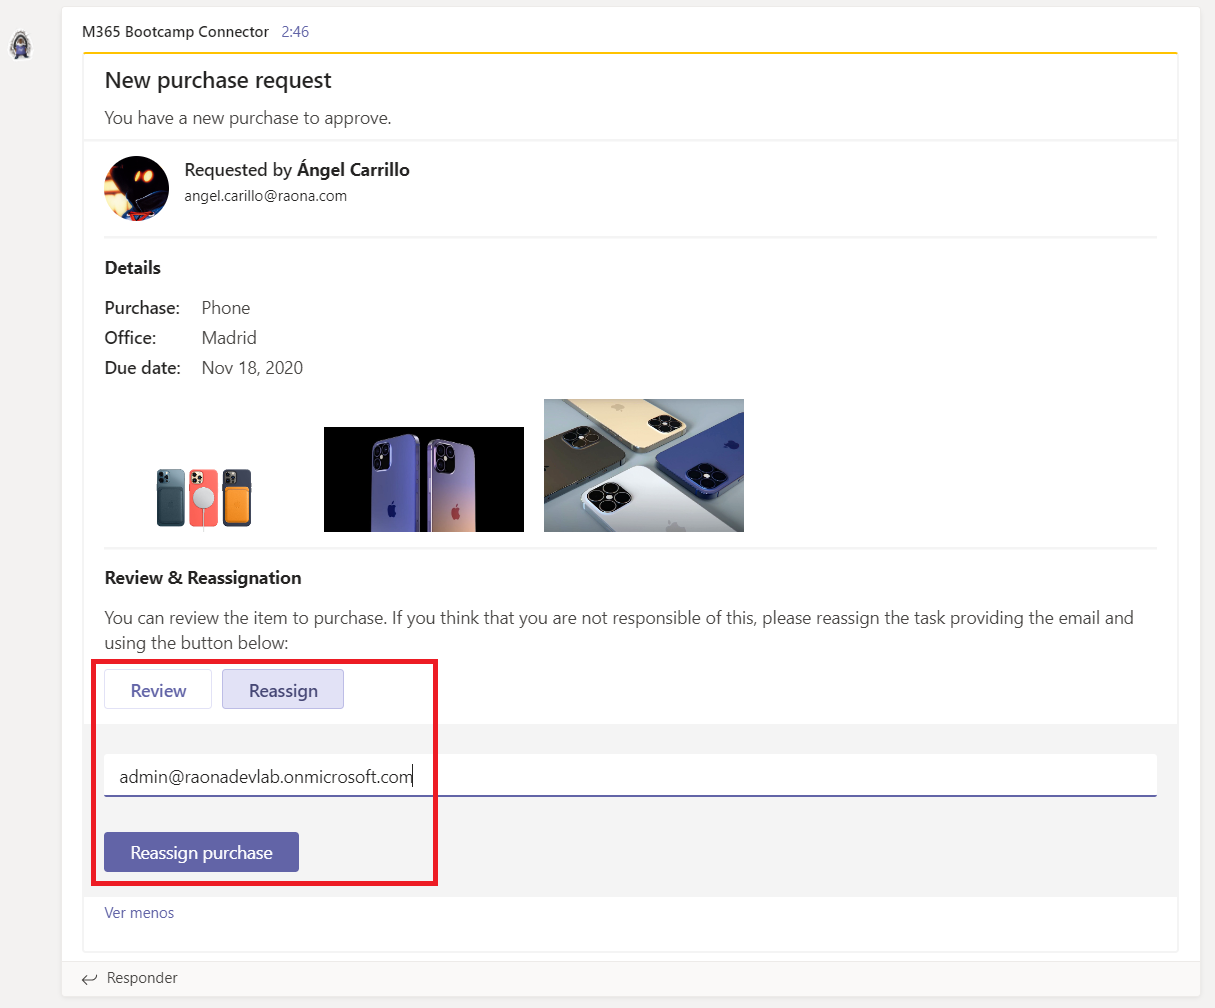 M365 Bootcamp Connector 2:46
New purchase request
You have a new purchase to approve.
Requested by Ángel Carrillo
angel.carillo@raona.com
Details
Purchase: Phone
Office: Madrid
Due date: Nov 18, 2020
Review & Reassignation
You can review the item to purchase. If you think that you are not responsible of this, please reassign the task providing the email and
using the button below:
Review Reassign
admin@raonadevlab.onmicrosoft.com
Reassign purchase
Ver menos
Responder